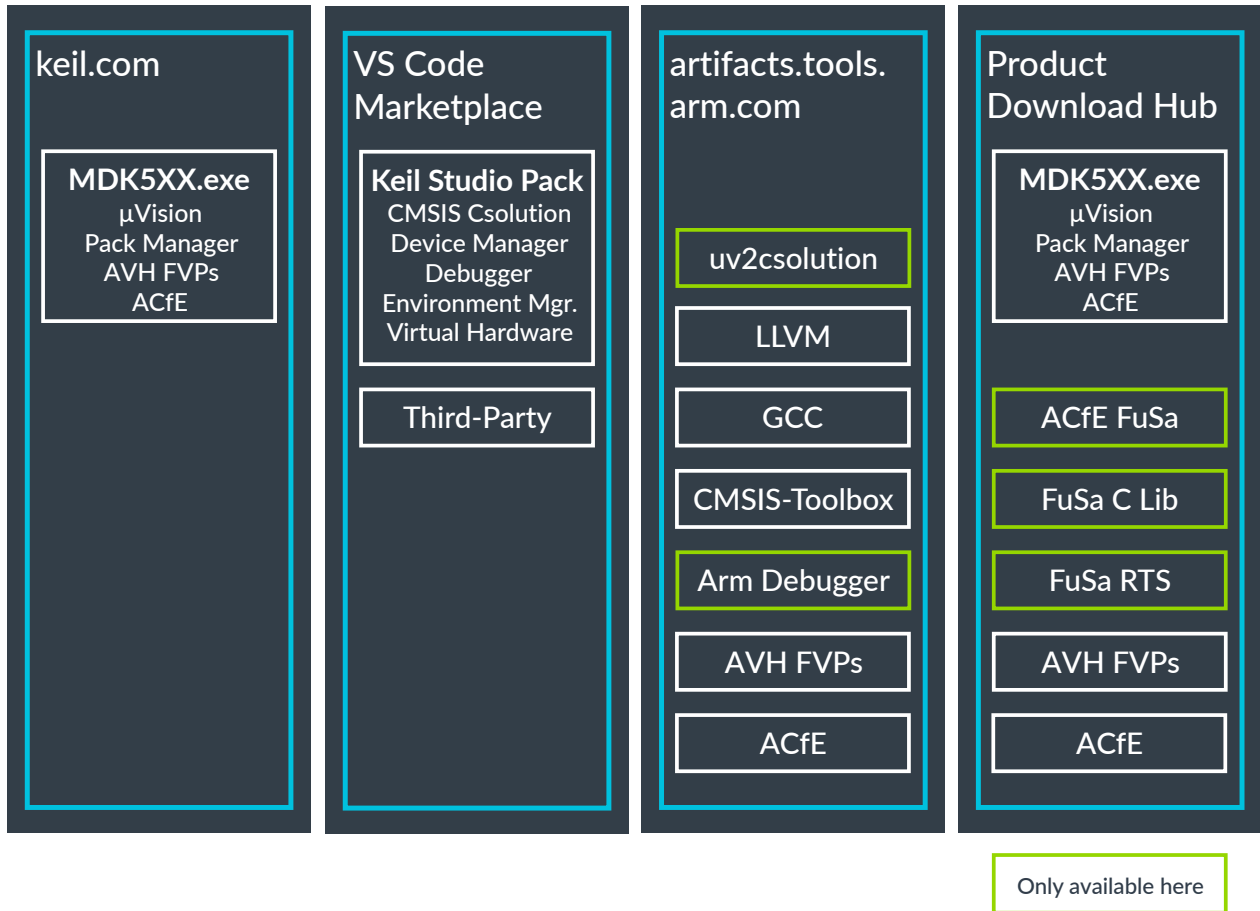 keil.com
MDK5XX.exe
μVision
Pack Manager
AVH FVPs
ACfE
VS Code
Marketplace
Keil Studio Pack
CMSIS Csolution
Device Manager
Debugger
Environment Mgr.
Virtual Hardware
Third-Party
artifacts.tools.
arm.com
uv2csolution
LLVM
GCC
CMSIS-Toolbox
Arm Debugger
AVH FVPs
ACfE
Product
Download Hub
MDK5XX.exe
μVision
Pack Manager
AVH FVPs
ACfE
ACfE FuSa
FuSa C Lib
FuSa RTS
AVH FVPs
ACfE
Only available here